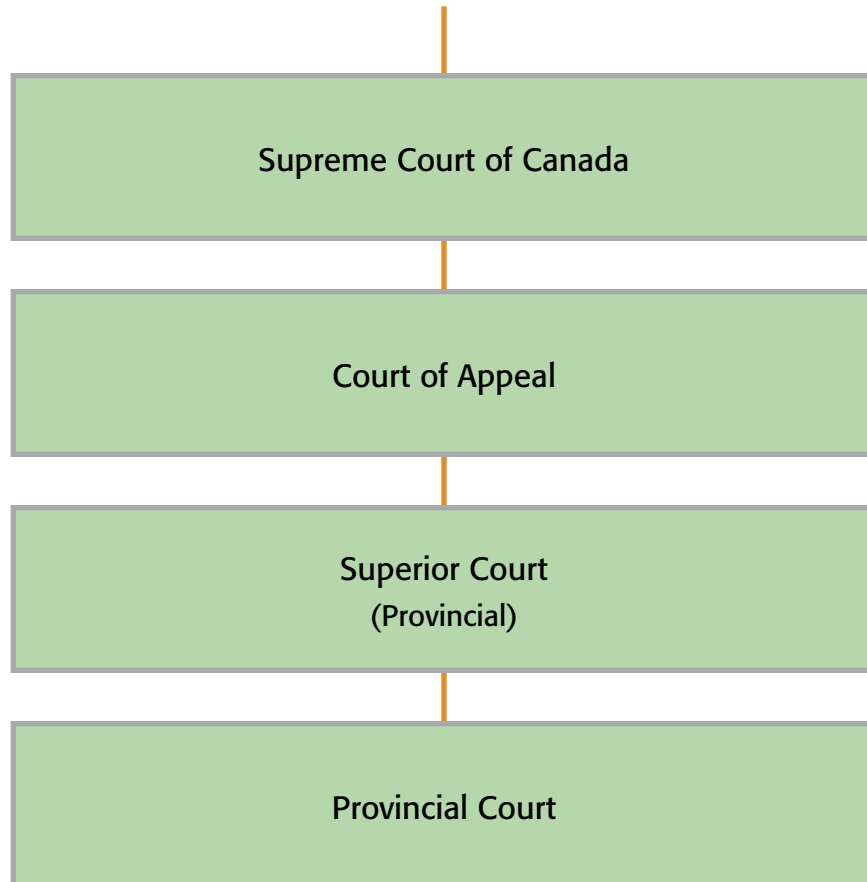 Supreme Court of Canada
Court of Appeal
Superior Court
(Provincial)
Provincial Court